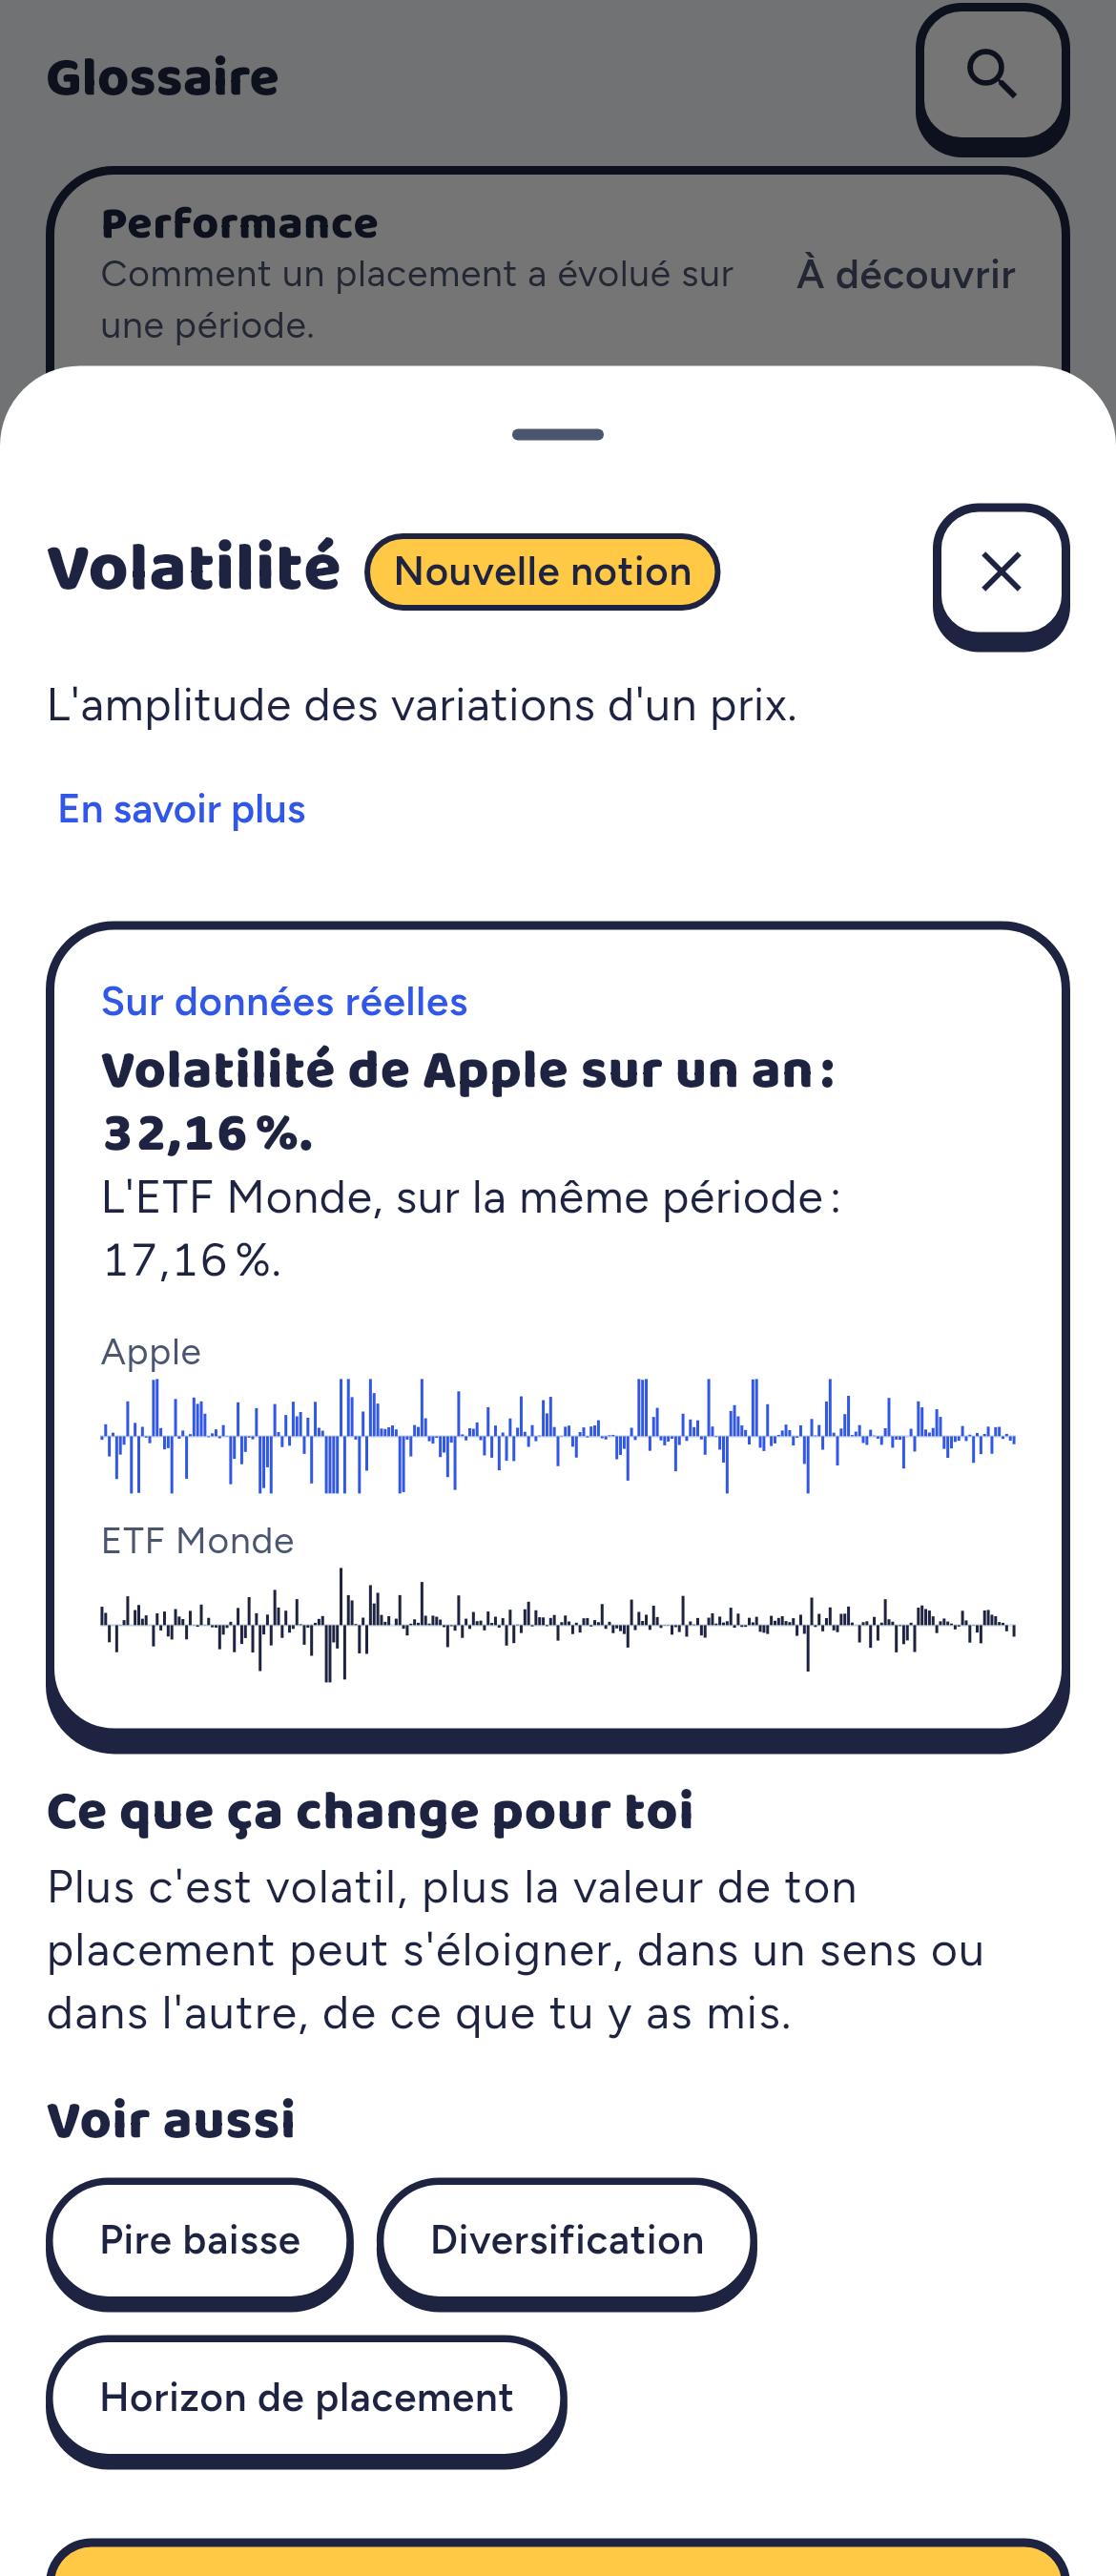 Glossaire
Performance
Comment un placement a évolué sur
une période.
À découvrir
Volatilité
Nouvelle notion
L'amplitude des variations d'un prix.
En savoir plus
Sur données réelles
Volatilité de Apple sur un an :
32,16 %.
L'ETF Monde, sur la même période :
17,16 %.
Apple
ETF Monde
Ce que ça change pour toi
Plus c'est volatil, plus la valeur de ton
placement peut s'éloigner, dans un sens ou
dans l'autre, de ce que tu y as mis.
Voir aussi
Pire baisse
Diversification
Horizon de placement